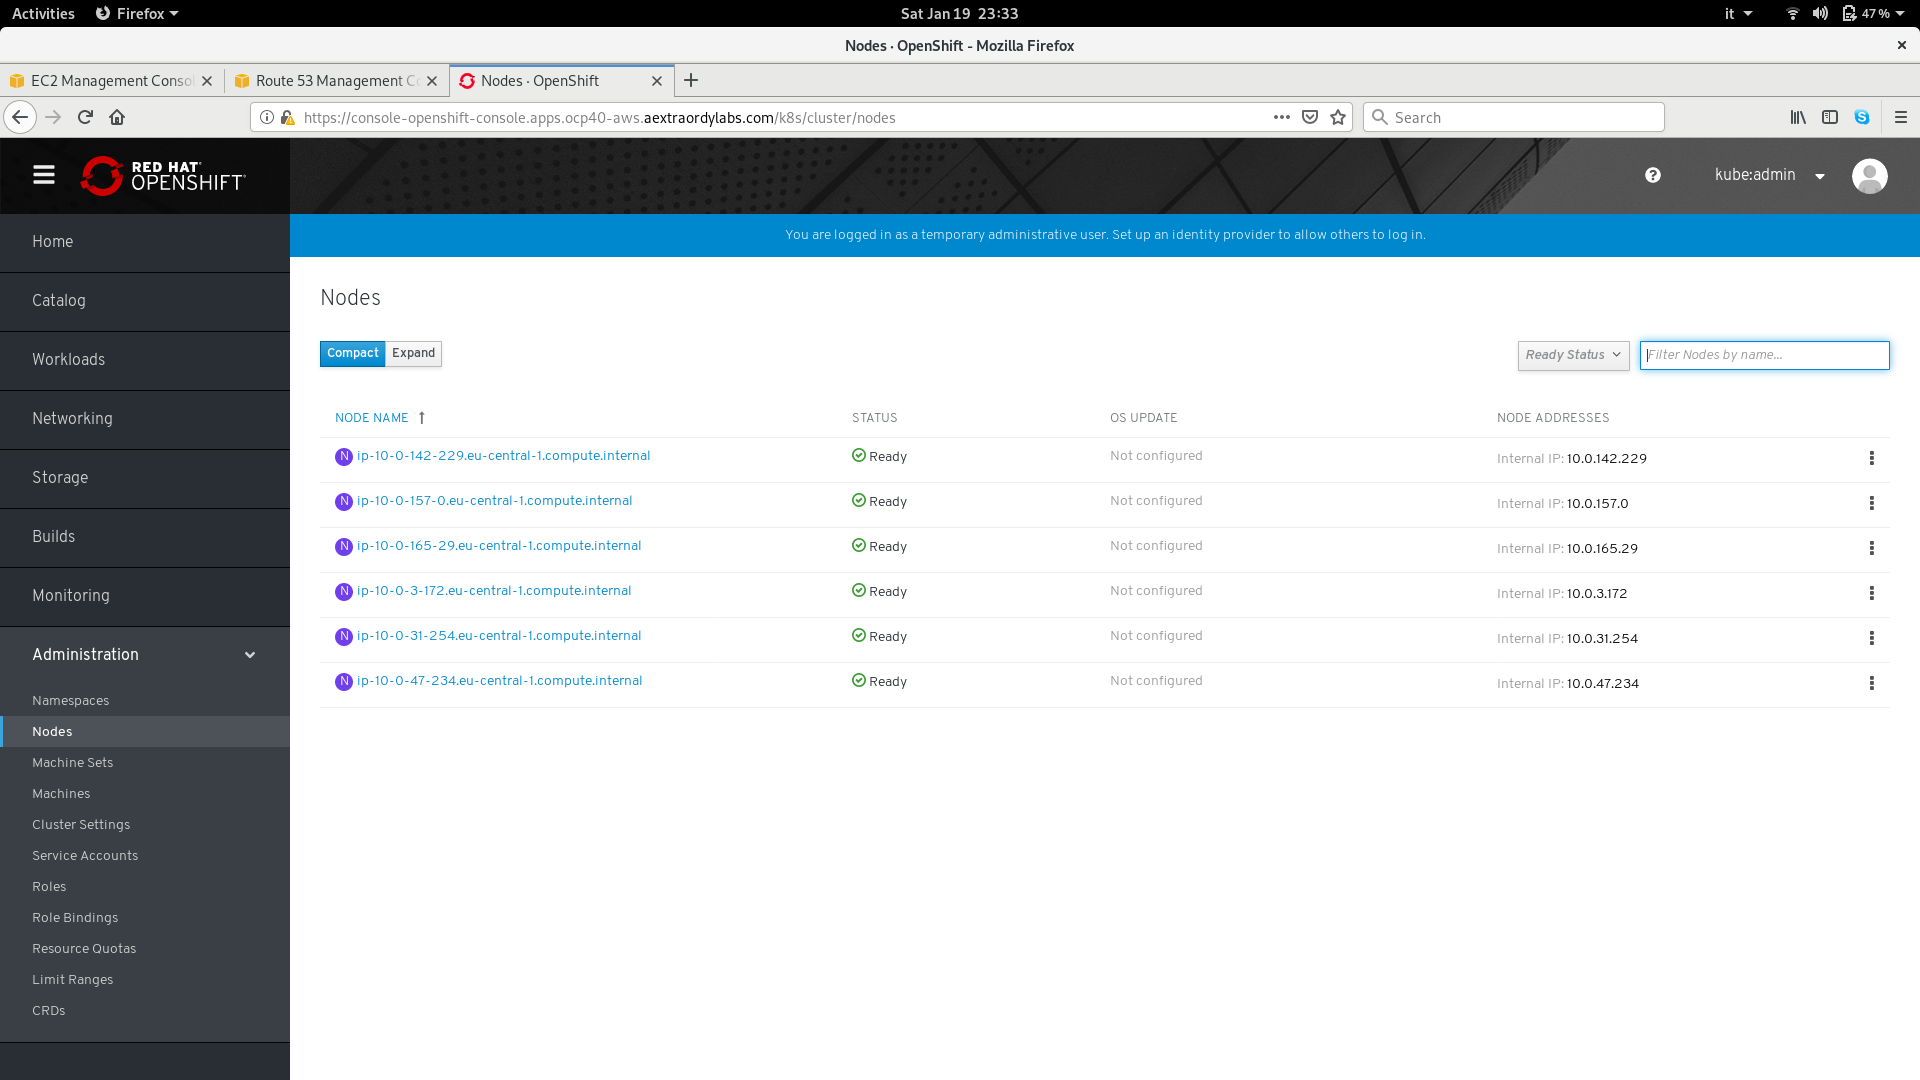 Activities Firefox Sat Jan 19 23:33 it 47%
Nodes · OpenShift - Mozilla Firefox
EC2 Management Consol Route 53 Management Co Nodes · OpenShift
https://console-openshift-console.apps.ocp40-aws.aextraordylabs.com/k8s/cluster/nodes Search
RED HAT
OPENSHIFT
kube:admin
You are logged in as a temporary administrative user. Set up an identity provider to allow others to log in.
Home
Catalog
Workloads
Networking
Storage
Builds
Monitoring
Administration
Namespaces
Nodes
Machine Sets
Machines
Cluster Settings
Service Accounts
Roles
Role Bindings
Resource Quotas
Limit Ranges
CRDs
Nodes
Compact Expand Ready Status Filter Nodes by name...
NODE NAME STATUS OS UPDATE NODE ADDRESSES
N ip-10-0-142-229.eu-central-1.compute.internal Ready Not configured Internal IP: 10.0.142.229
N ip-10-0-157-0.eu-central-1.compute.internal Ready Not configured Internal IP: 10.0.157.0
N ip-10-0-165-29.eu-central-1.compute.internal Ready Not configured Internal IP: 10.0.165.29
N ip-10-0-3-172.eu-central-1.compute.internal Ready Not configured Internal IP: 10.0.3.172
N ip-10-0-31-254.eu-central-1.compute.internal Ready Not configured Internal IP: 10.0.31.254
N ip-10-0-47-234.eu-central-1.compute.internal Ready Not configured Internal IP: 10.0.47.234